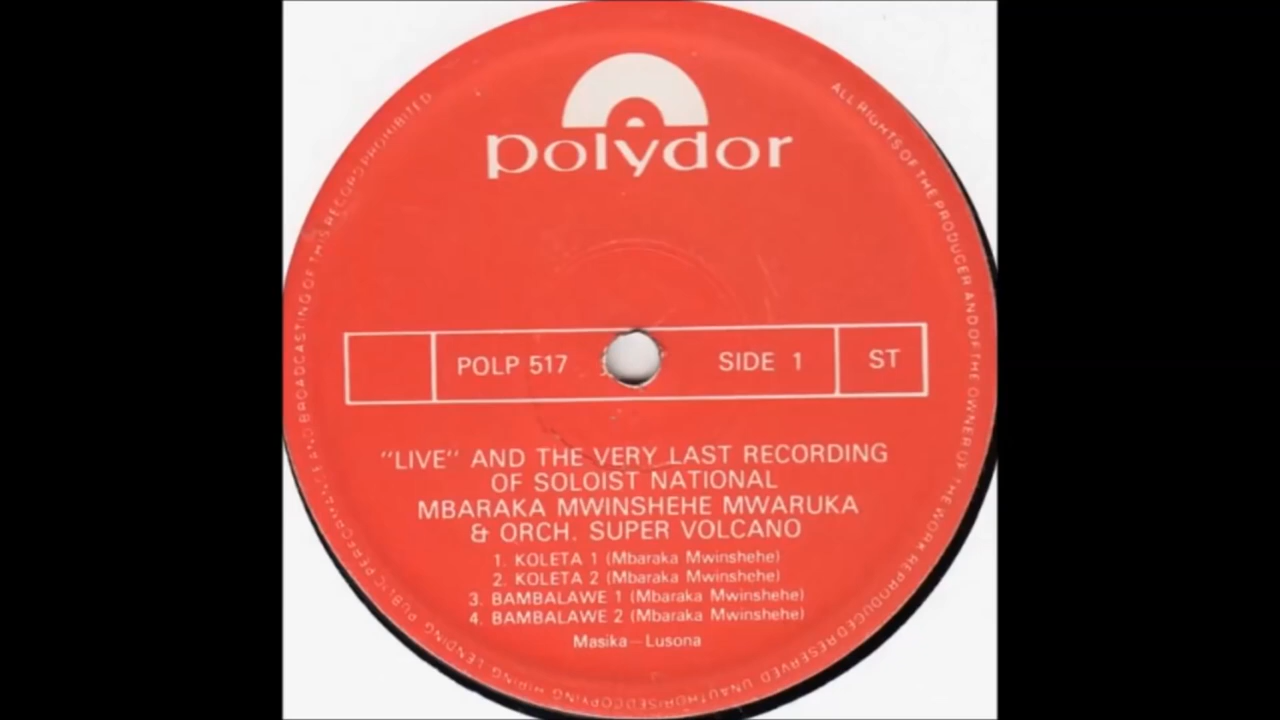 polydor
ALL RIGHTS OF THE PRODUCER AND OF THE OWNER OF THE WORK REPRODUCED RESERVED UNAUTHORISED COPYING HIRING LENDING PUBLIC PERFORMANCE AND BROADCASTING OF THIS RECORD PROHIBITED
POLP 517 SIDE 1 ST
"LIVE" AND THE VERY LAST RECORDING
OF SOLOIST NATIONAL
MBARAKA MWINSHEHE MWARUKA
& ORCH. SUPER VOLCANO
1. KOLETA 1 (Mbaraka Mwinshehe)
2. KOLETA 2 (Mbaraka Mwinshehe)
3. BAMBALAWE 1 (Mbaraka Mwinshehe)
4. BAMBALAWE 2 (Mbaraka Mwinshehe)
Masika-Lusona